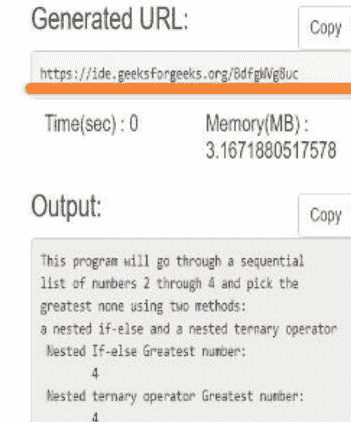 Generated URL:
Copy
https://ide.geeksforgeeks.org/BdfgWVgBuc
Time(sec) : 0
Memory(MB) :
3.1671880517578
Output:
Copy
This program will go through a sequential
list of numbers 2 through 4 and pick the
greatest none using two methods:
a nested if-else and a nested ternary operator
Nested If-else Greatest number:
4
Nested ternary operator Greatest number:
4